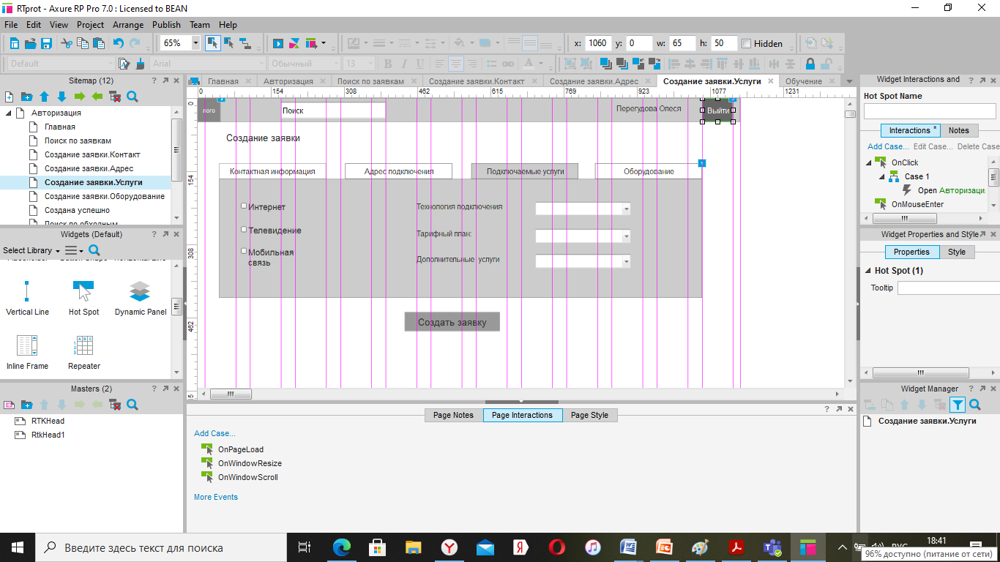 RTprot - Axure RP Pro 7.0 : Licensed to BEAN
File Edit View Project Arrange Publish Team Help
65% x: 1060 y: 0 w: 65 h: 50 Hidden
Default Arial Обычный 13 B I U A
Sitemap (12) ?
Авторизация
Главная
Поиск по заявкам
Создание заявки.Контакт
Создание заявки.Адрес
Создание заявки.Услуги
Создание заявки.Оборудование
Создана успешно
Поиск по обходным
Widgets (Default) ?
Select Library
Vertical Line Hot Spot Dynamic Panel
Inline Frame Repeater
Masters (2) ?
RTKHead
RtkHead1
Главная Авторизация Поиск по заявкам Создание заявки.Контакт Создание заявки.Адрес Создание заявки.Услуги Обучение
0 154 308 462 615 769 923 1077 1231
0
154
308
462
лого Поиск Перегудова Олеся Выйти
Создание заявки
1
Контактная информация Адрес подключения Подключаемые услуги Оборудование
Интернет Технология подключения
Телевидение Тарифный план:
Мобильная
связь Дополнительные услуги
Создать заявку
Page Notes Page Interactions Page Style ?
Add Case...
OnPageLoad
OnWindowResize
OnWindowScroll
More Events
Widget Interactions and ?
Hot Spot Name
Interactions * Notes
Add Case... Edit Case... Delete Case
OnClick
Case 1
Open Авторизаци
OnMouseEnter
Widget Properties and Style ?
Properties Style
Hot Spot (1)
Tooltip
Widget Manager ?
Создание заявки.Услуги
Введите здесь текст для поиска
РУС 18:41
96% доступно (питание от сети)